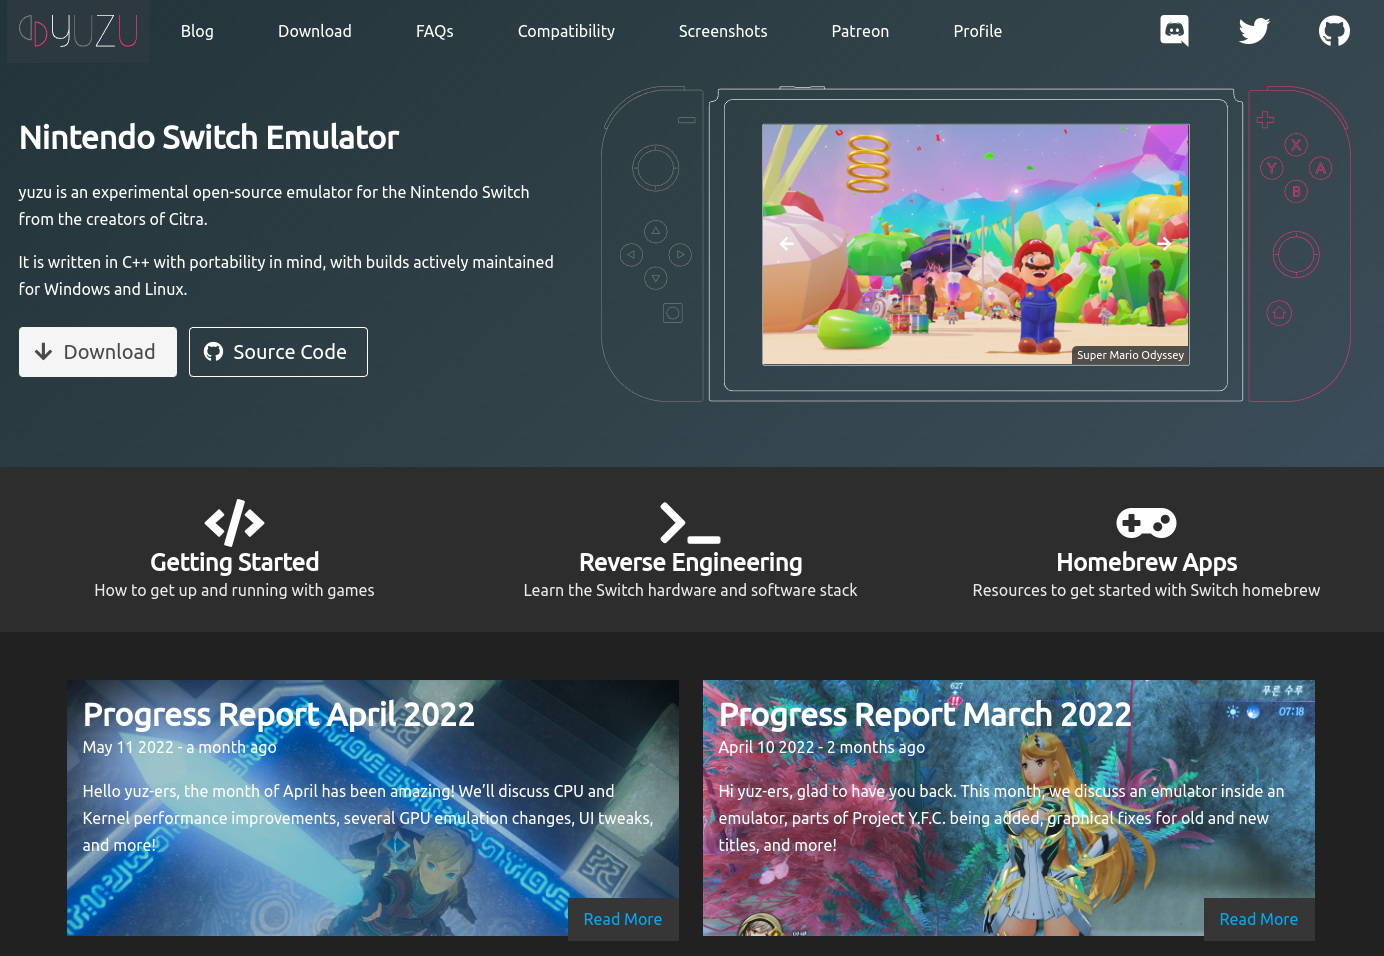 YUZU
Blog
Download
FAQs
Compatibility
Screenshots
Patreon
Profile
Nintendo Switch Emulator
yuzu is an experimental open-source emulator for the Nintendo Switch
from the creators of Citra.
It is written in C++ with portability in mind, with builds actively maintained
for Windows and Linux.
Download
Source Code
X
Y
A
B
Super Mario Odyssey
Getting Started
How to get up and running with games
Reverse Engineering
Learn the Switch hardware and software stack
Homebrew Apps
Resources to get started with Switch homebrew
Progress Report April 2022
May 11 2022 - a month ago
Hello yuz-ers, the month of April has been amazing! We’ll discuss CPU and
Kernel performance improvements, several GPU emulation changes, UI tweaks,
and more!
Read More
627
푸른 수루
07:18
Progress Report March 2022
April 10 2022 - 2 months ago
Hi yuz-ers, glad to have you back. This month, we discuss an emulator inside an
emulator, parts of Project Y.F.C. being added, graphical fixes for old and new
titles, and more!
Read More